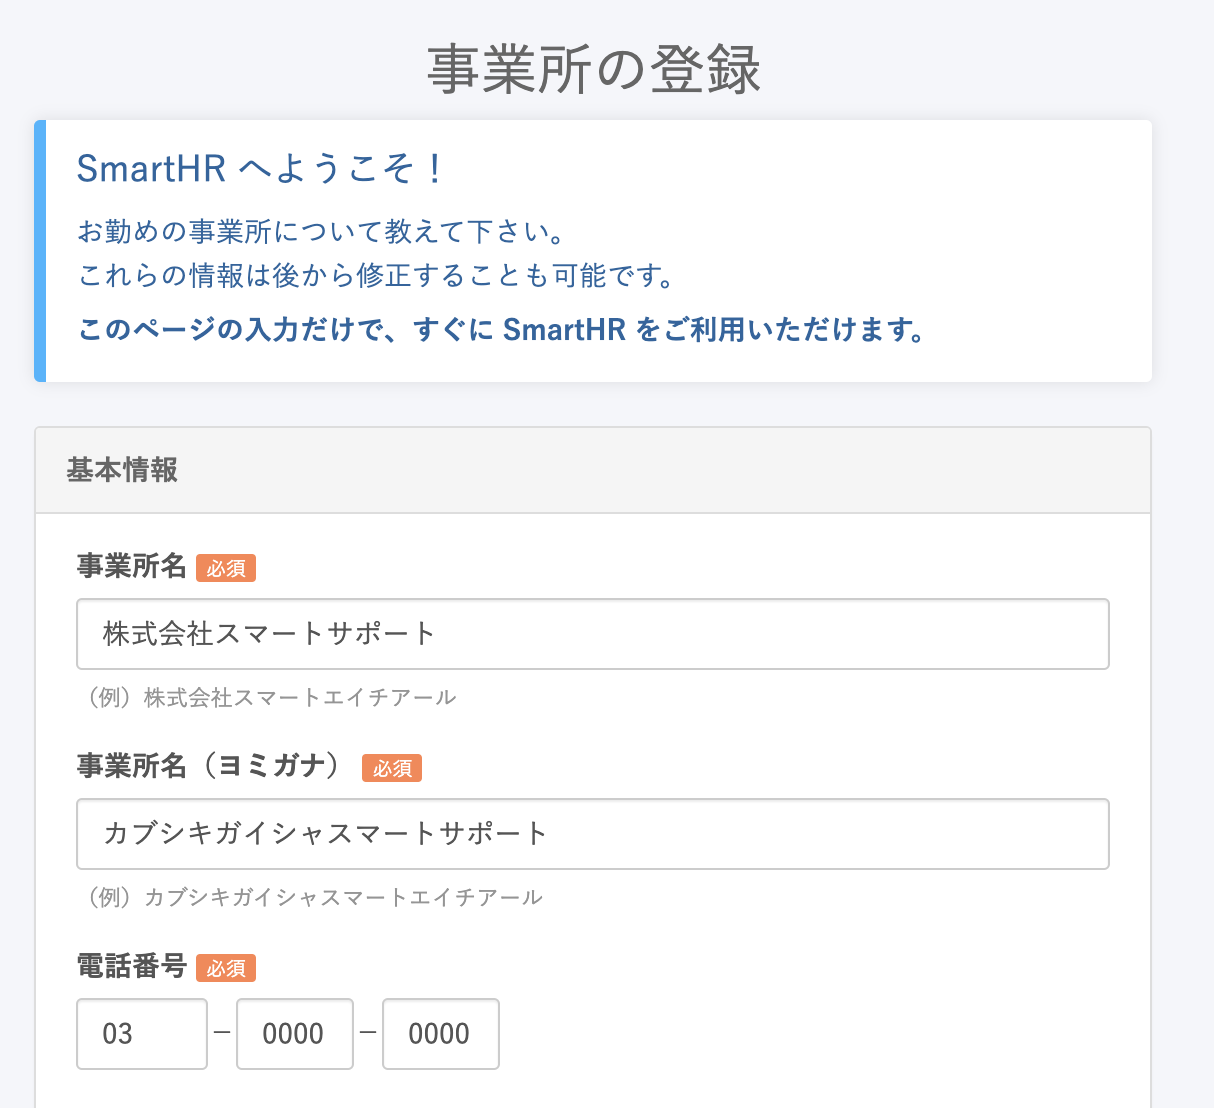 事業所の登録
SmartHR へようこそ！
お勤めの事業所について教えて下さい。
これらの情報は後から修正することも可能です。
このページの入力だけで、すぐに SmartHR をご利用いただけます。
基本情報
事業所名 必須
株式会社スマートサポート
（例）株式会社スマートエイチアール
事業所名（ヨミガナ） 必須
カブシキガイシャスマートサポート
（例）カブシキガイシャスマートエイチアール
電話番号 必須
03 – 0000 – 0000